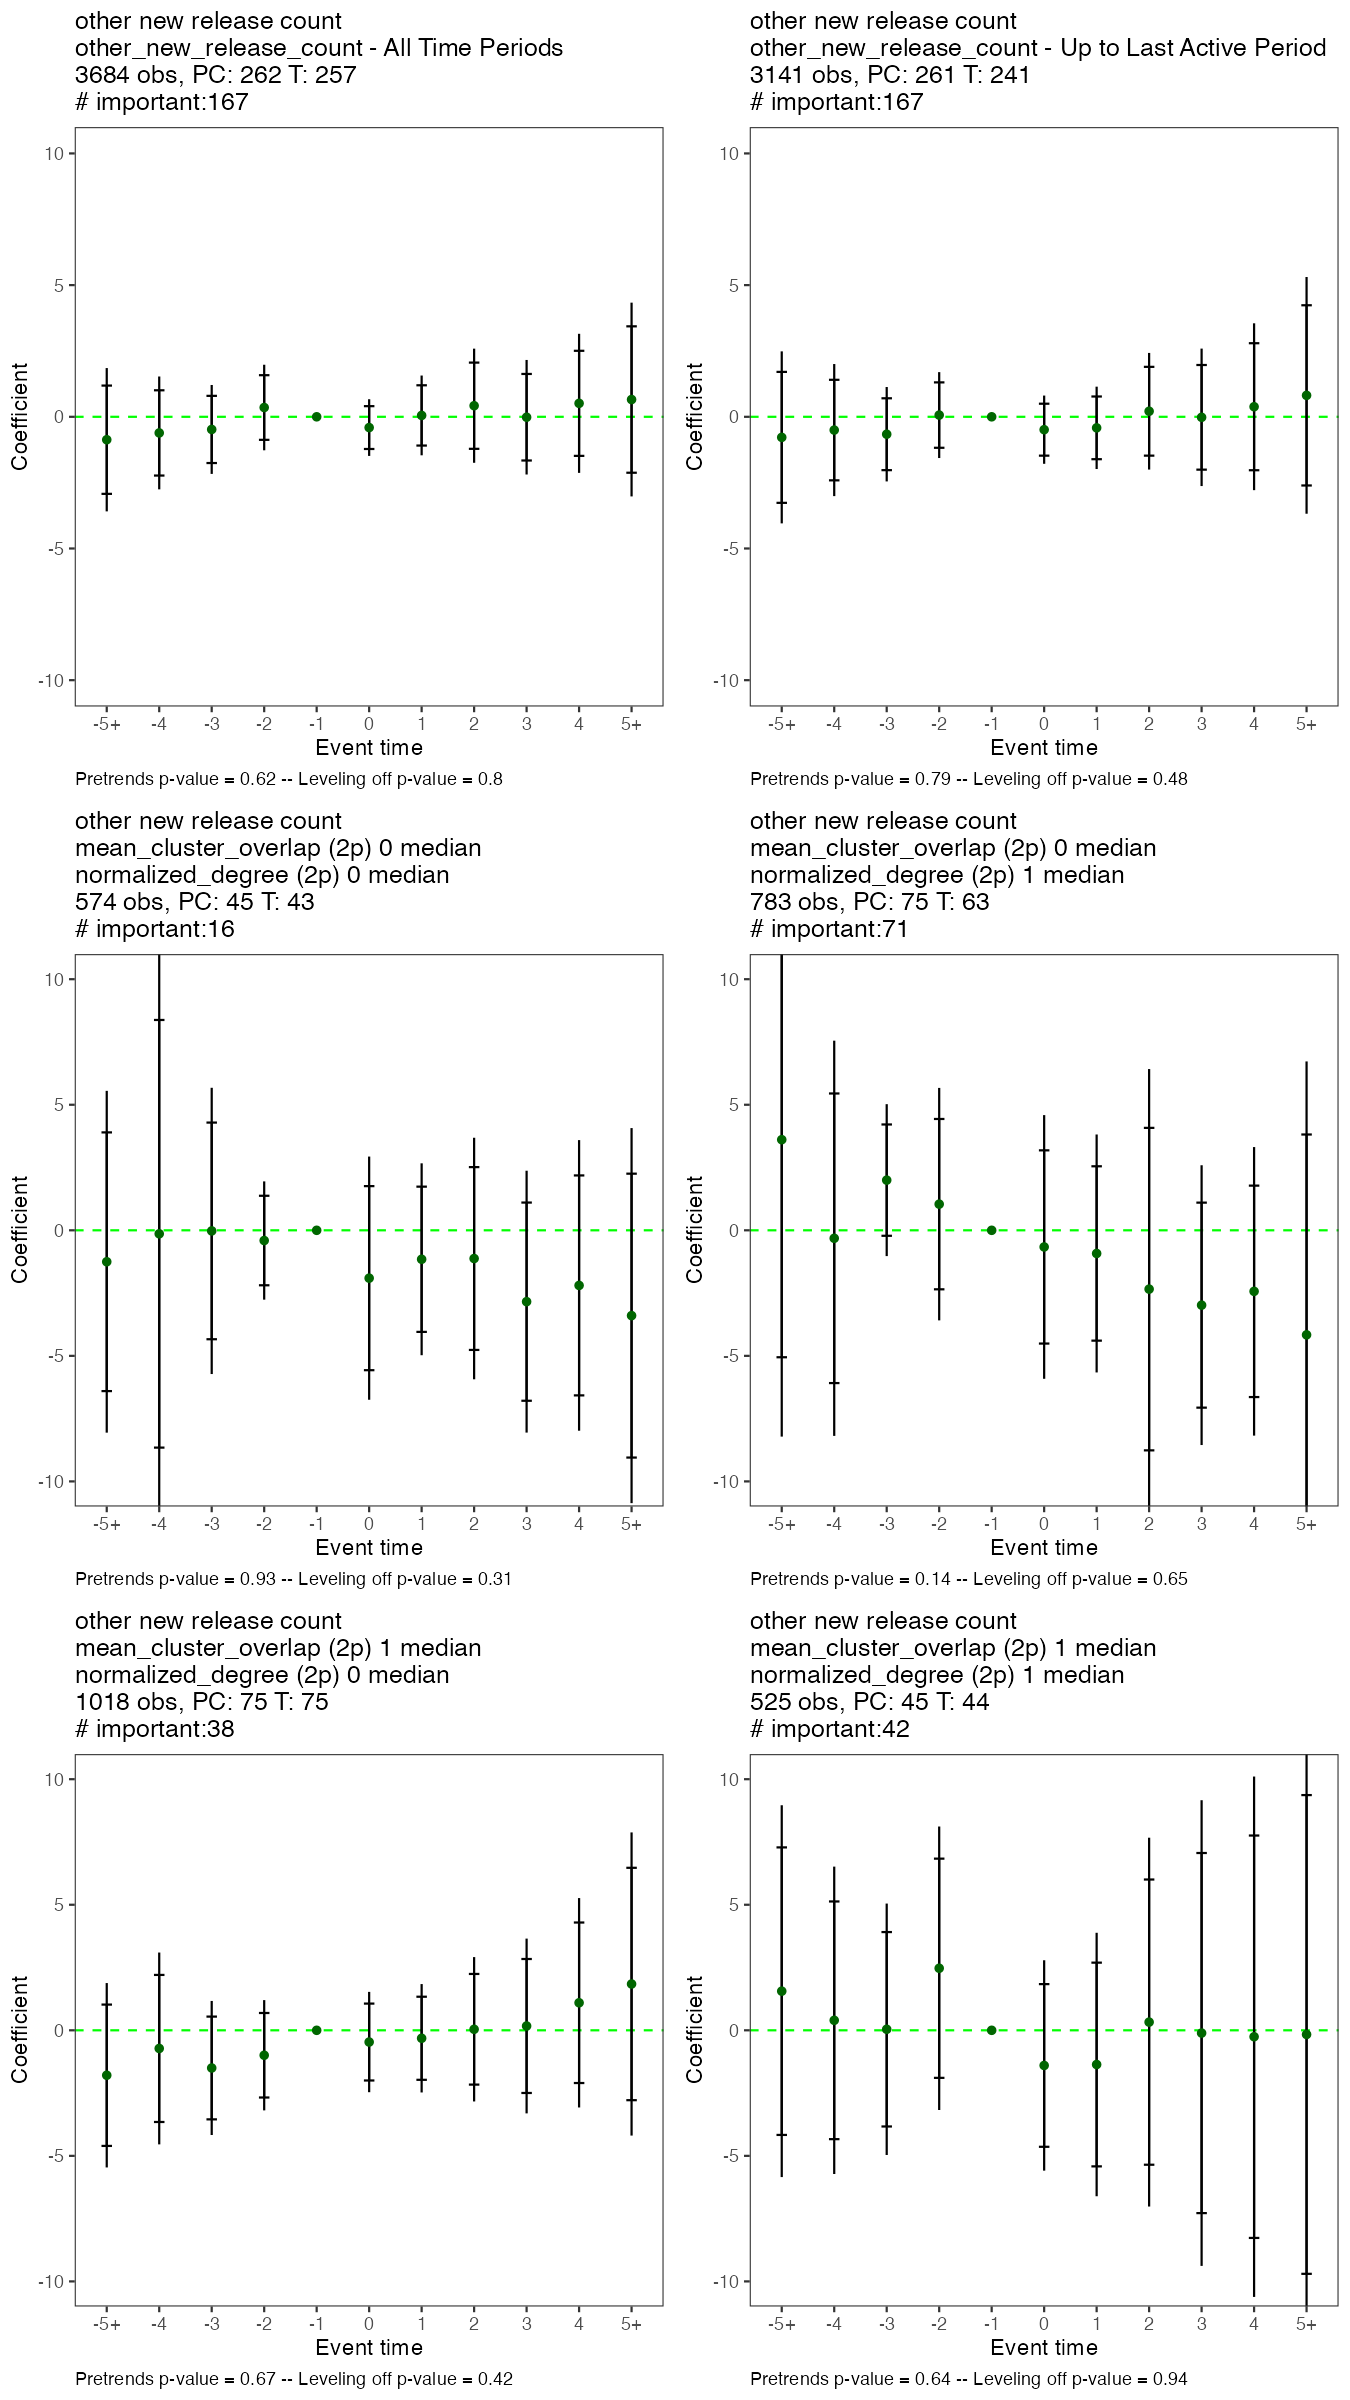 other new release count
other_new_release_count - All Time Periods
3684 obs, PC: 262 T: 257
# important:167
10
5
0
-5
-10
Coefficient
-5+ -4 -3 -2 -1 0 1 2 3 4 5+
Event time
Pretrends p-value = 0.62 -- Leveling off p-value = 0.8
other new release count
other_new_release_count - Up to Last Active Period
3141 obs, PC: 261 T: 241
# important:167
10
5
0
-5
-10
Coefficient
-5+ -4 -3 -2 -1 0 1 2 3 4 5+
Event time
Pretrends p-value = 0.79 -- Leveling off p-value = 0.48
other new release count
mean_cluster_overlap (2p) 0 median
normalized_degree (2p) 0 median
574 obs, PC: 45 T: 43
# important:16
10
5
0
-5
-10
Coefficient
-5+ -4 -3 -2 -1 0 1 2 3 4 5+
Event time
Pretrends p-value = 0.93 -- Leveling off p-value = 0.31
other new release count
mean_cluster_overlap (2p) 0 median
normalized_degree (2p) 1 median
783 obs, PC: 75 T: 63
# important:71
10
5
0
-5
-10
Coefficient
-5+ -4 -3 -2 -1 0 1 2 3 4 5+
Event time
Pretrends p-value = 0.14 -- Leveling off p-value = 0.65
other new release count
mean_cluster_overlap (2p) 1 median
normalized_degree (2p) 0 median
1018 obs, PC: 75 T: 75
# important:38
10
5
0
-5
-10
Coefficient
-5+ -4 -3 -2 -1 0 1 2 3 4 5+
Event time
Pretrends p-value = 0.67 -- Leveling off p-value = 0.42
other new release count
mean_cluster_overlap (2p) 1 median
normalized_degree (2p) 1 median
525 obs, PC: 45 T: 44
# important:42
10
5
0
-5
-10
Coefficient
-5+ -4 -3 -2 -1 0 1 2 3 4 5+
Event time
Pretrends p-value = 0.64 -- Leveling off p-value = 0.94